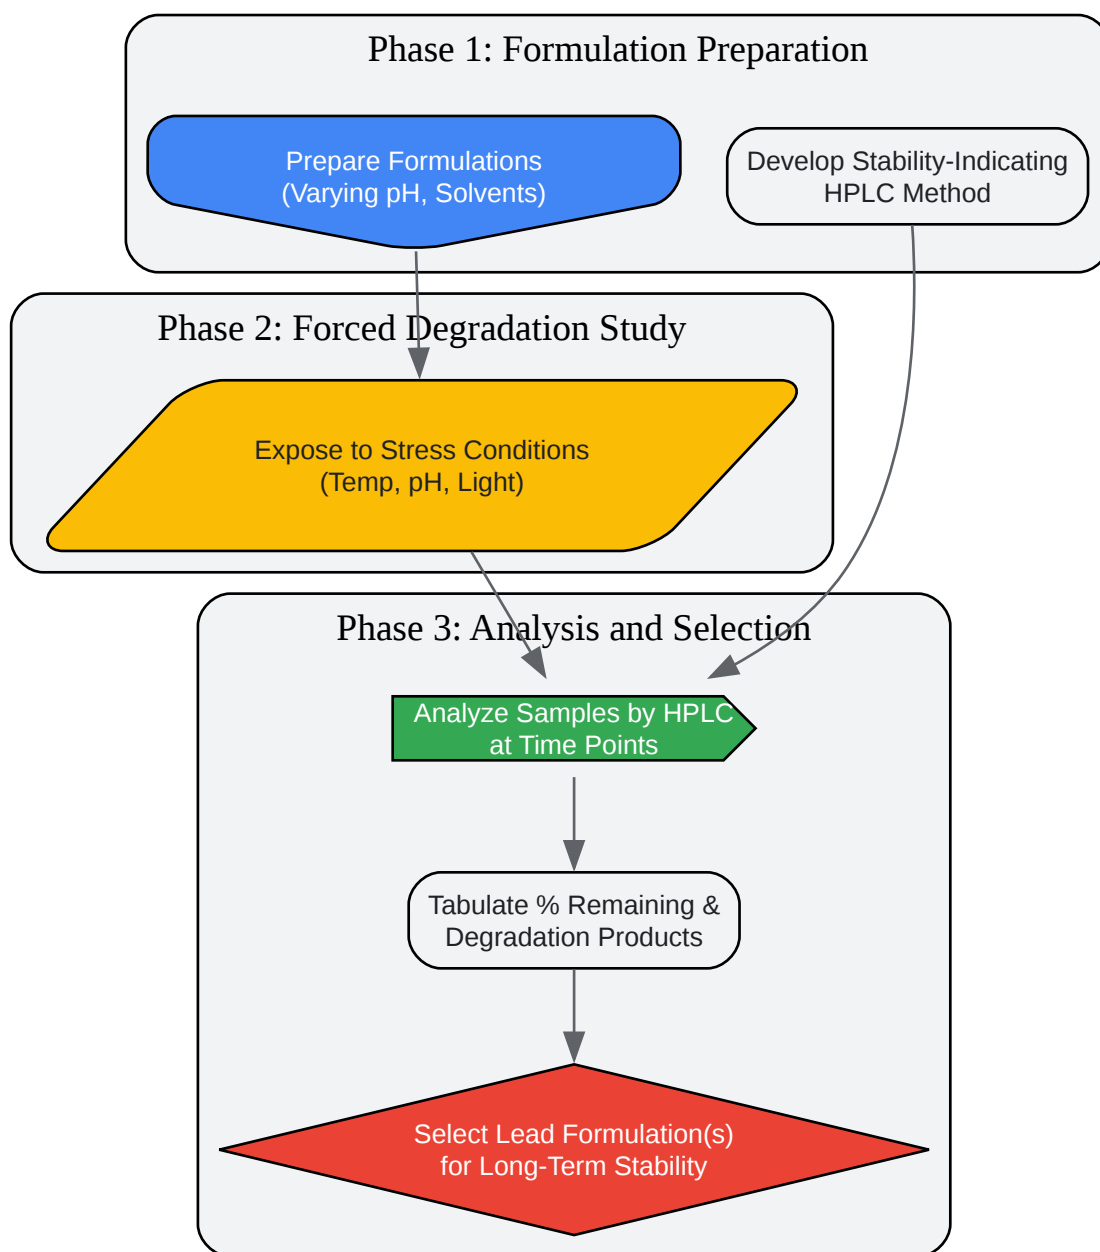 Phase 1: Formulation Preparation
Prepare Formulations
(Varying pH, Solvents)
Develop Stability-Indicating
HPLC Method
Phase 2: Forced Degradation Study
Expose to Stress Conditions
(Temp, pH, Light)
Phase 3: Analysis and Selection
Analyze Samples by HPLC
at Time Points
Tabulate % Remaining &
Degradation Products
Select Lead Formulation(s)
for Long-Term Stability